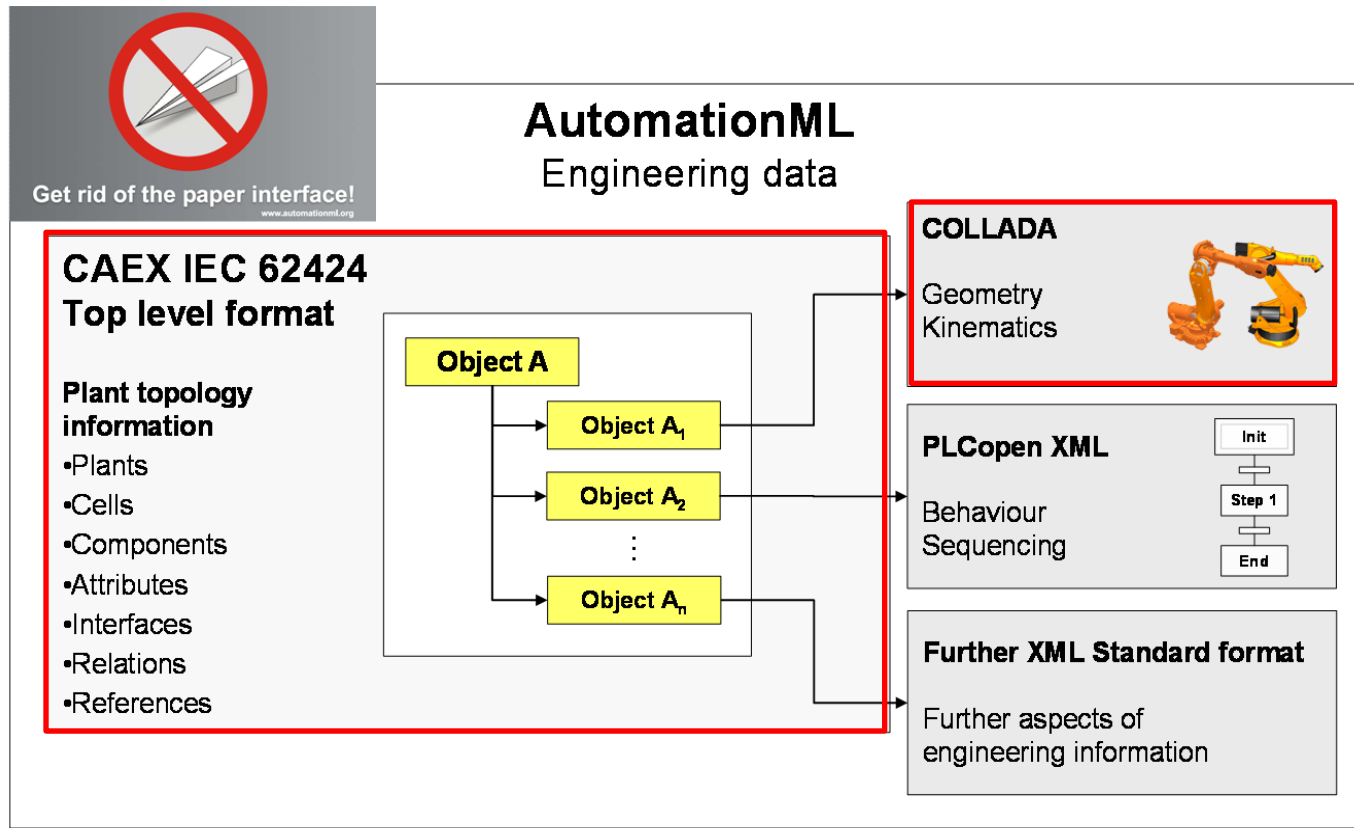 Get rid of the paper interface!
www.automationml.org
AutomationML
Engineering data
CAEX IEC 62424
Top level format
Plant topology
information
•Plants
•Cells
•Components
•Attributes
•Interfaces
•Relations
•References
Object A
Object A₁
Object A₂
⋮
Object Aₙ
COLLADA
Geometry
Kinematics
PLCopen XML
Behaviour
Sequencing
Init
Step 1
End
Further XML Standard format
Further aspects of
engineering information